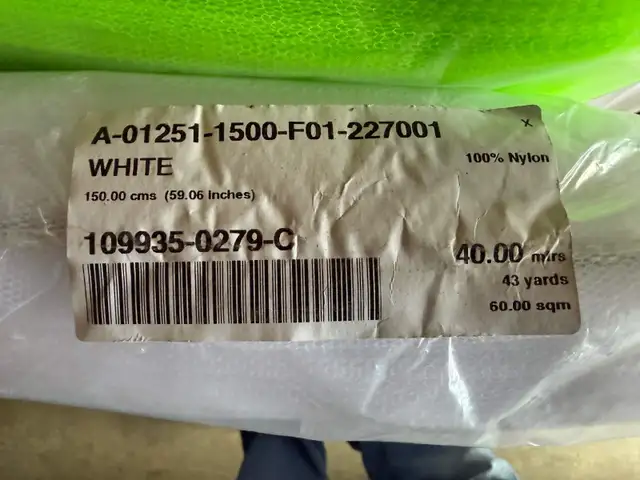 A-01251-1500-F01-227001
x
WHITE
100% Nylon
150.00 cms (59.06 Inches)
109935-0279-C
40.00 mtrs
43 yards
60.00 sqm